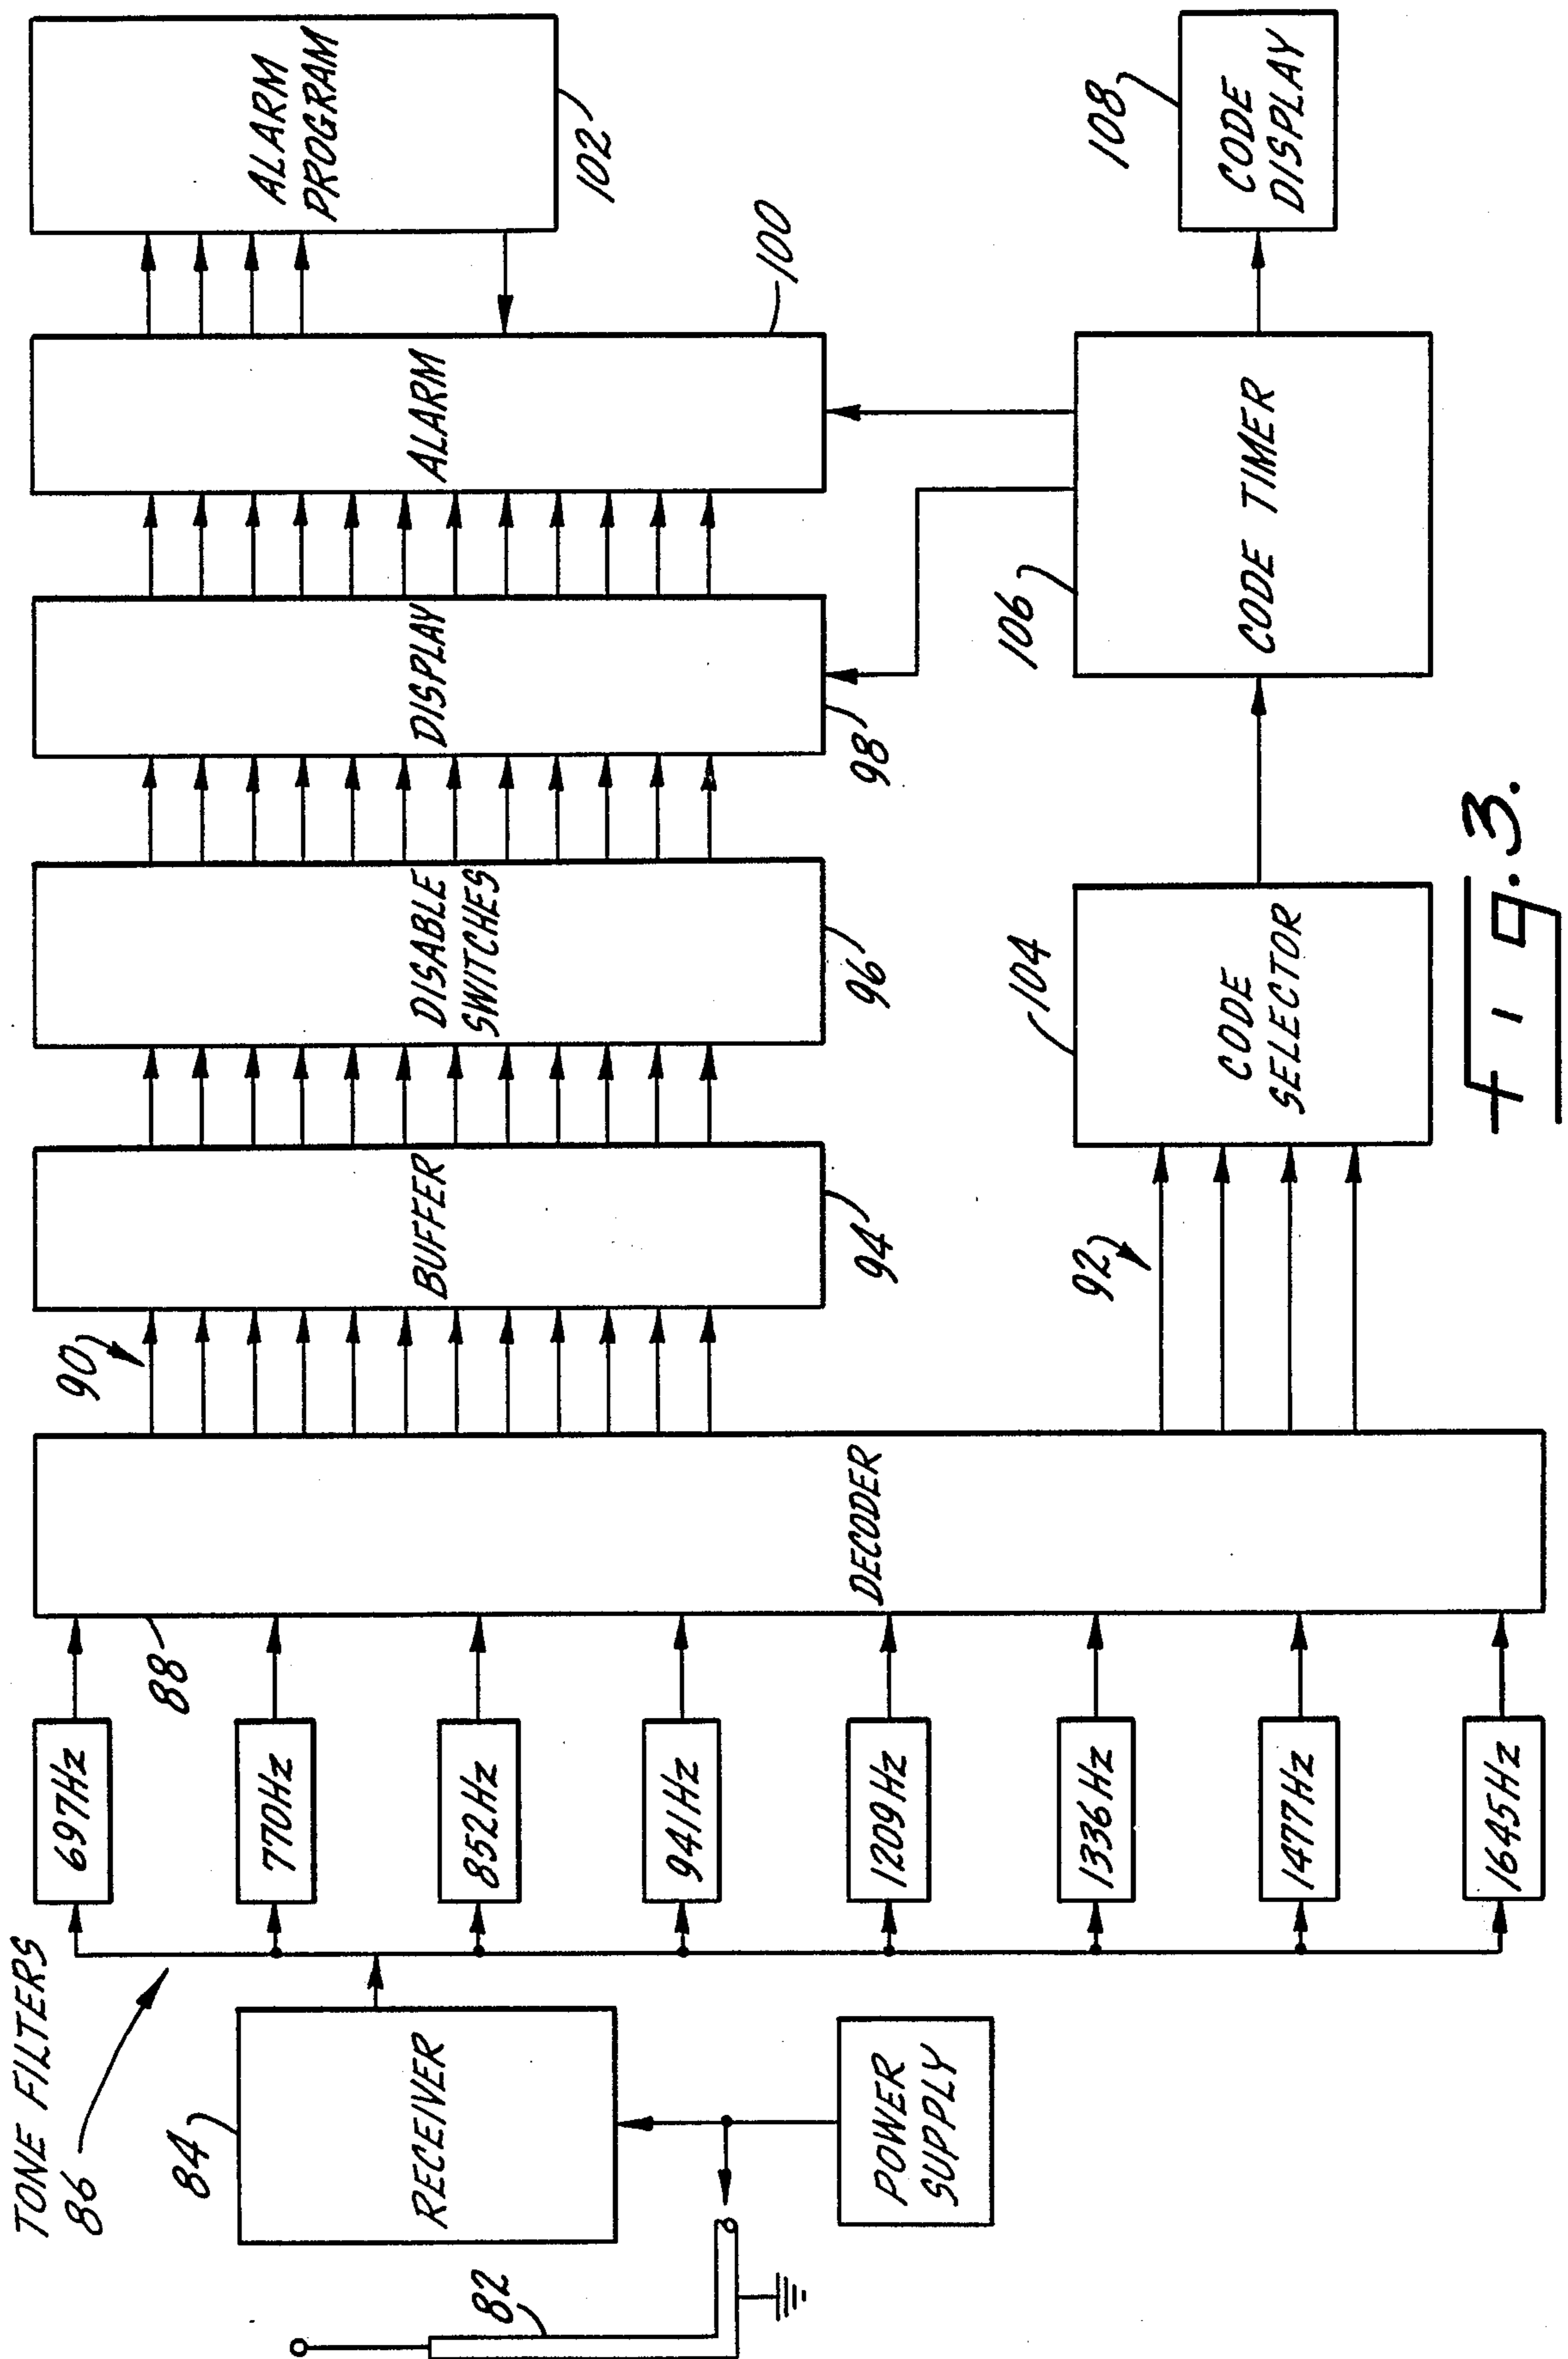 TONE FILTERS
86
82
84
RECEIVER
POWER
SUPPLY
697Hz
770Hz
852Hz
941Hz
1209Hz
1336Hz
1477Hz
1645Hz
88
DECODER
90
92
BUFFER
94
DISABLE
SWITCHES
96
DISPLAY
98
ALARM
100
ALARM
PROGRAM
102
104
CODE
SELECTOR
106
CODE TIMER
108
CODE
DISPLAY
Fig. 3.